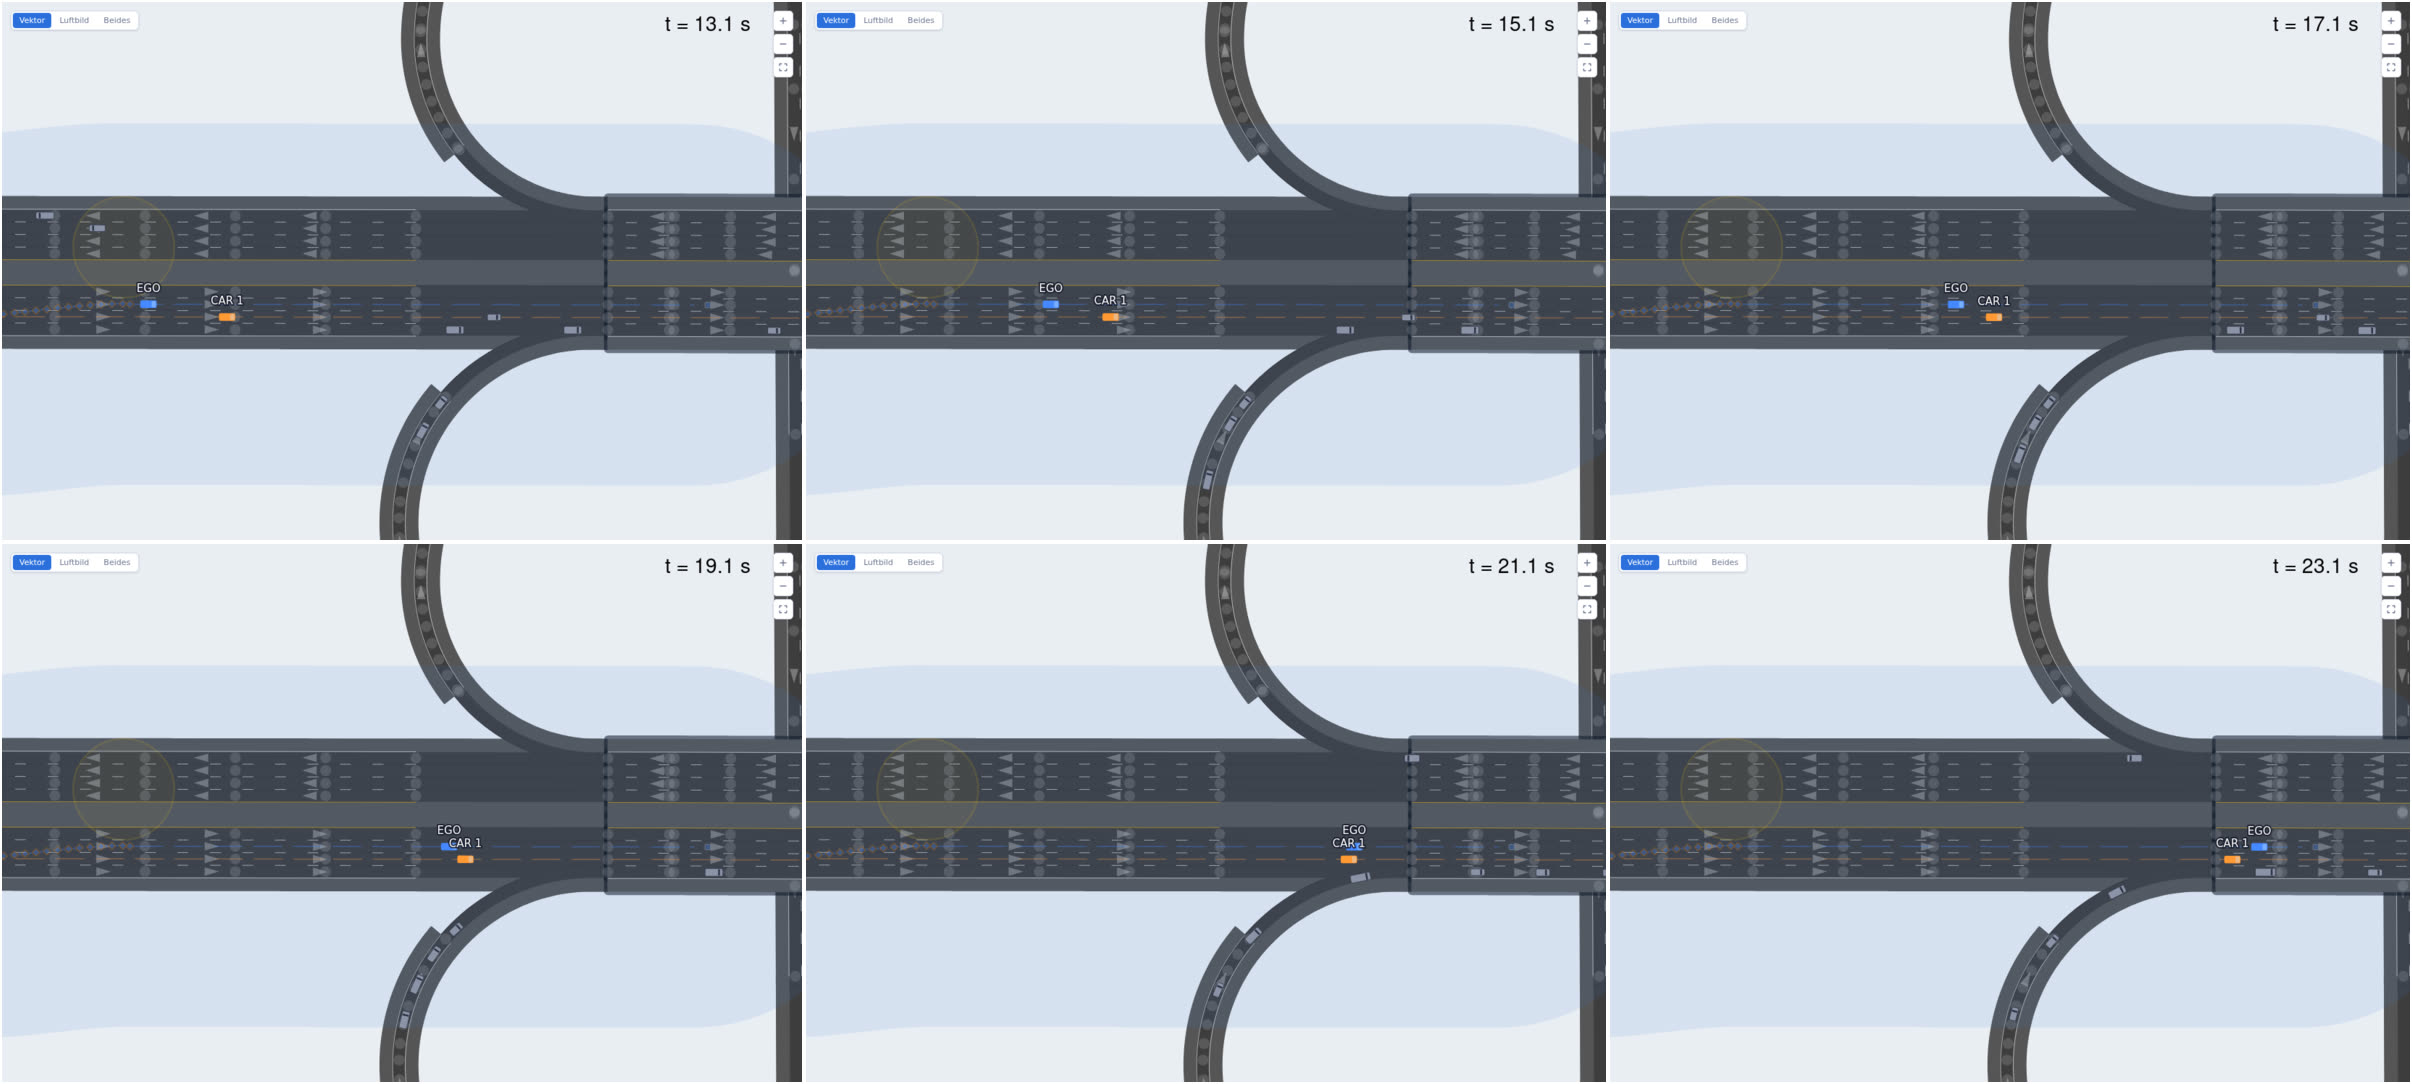 Vektor Luftbild Beides
t = 13.1 s
+
−
EGO
CAR 1
Vektor Luftbild Beides
t = 15.1 s
+
−
EGO
CAR 1
Vektor Luftbild Beides
t = 17.1 s
+
−
EGO
CAR 1
Vektor Luftbild Beides
t = 19.1 s
+
−
EGO
CAR 1
Vektor Luftbild Beides
t = 21.1 s
+
−
EGO
CAR 1
Vektor Luftbild Beides
t = 23.1 s
+
−
EGO
CAR 1